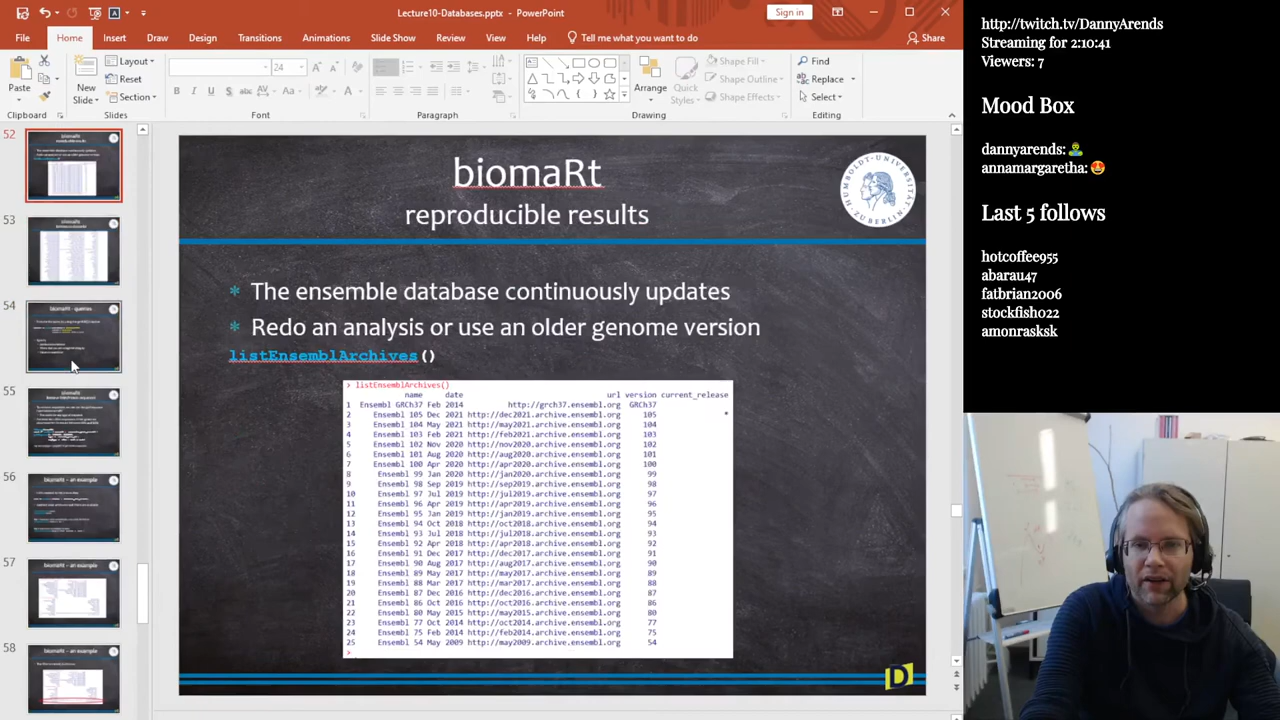 Lecture10-Databases.pptx - PowerPoint
Sign in
File Home Insert Draw Design Transitions Animations Slide Show Review View Help Tell me what you want to do Share
Paste
New Slide
Layout
Reset
Section
24
Arrange
Quick Styles
Shape Fill
Shape Outline
Shape Effects
Find
Replace
Select
Clipboard Slides Font Paragraph Drawing Editing
52
53
54
55
56
57
58
biomaRt
reproducible results
HUMBOLDT-UNIVERSITÄT ZU BERLIN
* The ensemble database continuously updates
* Redo an analysis or use an older genome version
listEnsemblArchives()
> listEnsemblArchives()
name date url version current_release
1 Ensembl GRCh37 Feb 2014 http://grch37.ensembl.org GRCh37
2 Ensembl 105 Dec 2021 http://dec2021.archive.ensembl.org 105 *
3 Ensembl 104 May 2021 http://may2021.archive.ensembl.org 104
4 Ensembl 103 Feb 2021 http://feb2021.archive.ensembl.org 103
5 Ensembl 102 Nov 2020 http://nov2020.archive.ensembl.org 102
6 Ensembl 101 Aug 2020 http://aug2020.archive.ensembl.org 101
7 Ensembl 100 Apr 2020 http://apr2020.archive.ensembl.org 100
8 Ensembl 99 Jan 2020 http://jan2020.archive.ensembl.org 99
9 Ensembl 98 Sep 2019 http://sep2019.archive.ensembl.org 98
10 Ensembl 97 Jul 2019 http://jul2019.archive.ensembl.org 97
11 Ensembl 96 Apr 2019 http://apr2019.archive.ensembl.org 96
12 Ensembl 95 Jan 2019 http://jan2019.archive.ensembl.org 95
13 Ensembl 94 Oct 2018 http://oct2018.archive.ensembl.org 94
14 Ensembl 93 Jul 2018 http://jul2018.archive.ensembl.org 93
15 Ensembl 92 Apr 2018 http://apr2018.archive.ensembl.org 92
16 Ensembl 91 Dec 2017 http://dec2017.archive.ensembl.org 91
17 Ensembl 90 Aug 2017 http://aug2017.archive.ensembl.org 90
18 Ensembl 89 May 2017 http://may2017.archive.ensembl.org 89
19 Ensembl 88 Mar 2017 http://mar2017.archive.ensembl.org 88
20 Ensembl 87 Dec 2016 http://dec2016.archive.ensembl.org 87
21 Ensembl 86 Oct 2016 http://oct2016.archive.ensembl.org 86
22 Ensembl 80 May 2015 http://may2015.archive.ensembl.org 80
23 Ensembl 77 Oct 2014 http://oct2014.archive.ensembl.org 77
24 Ensembl 75 Feb 2014 http://feb2014.archive.ensembl.org 75
25 Ensembl 54 May 2009 http://may2009.archive.ensembl.org 54
>
D
http://twitch.tv/DannyArends
Streaming for 2:10:41
Viewers: 7
Mood Box
dannyarends:
annamargaretha:
Last 5 follows
hotcoffee955
abarau47
fatbrian2006
stockfish022
amonrasksk